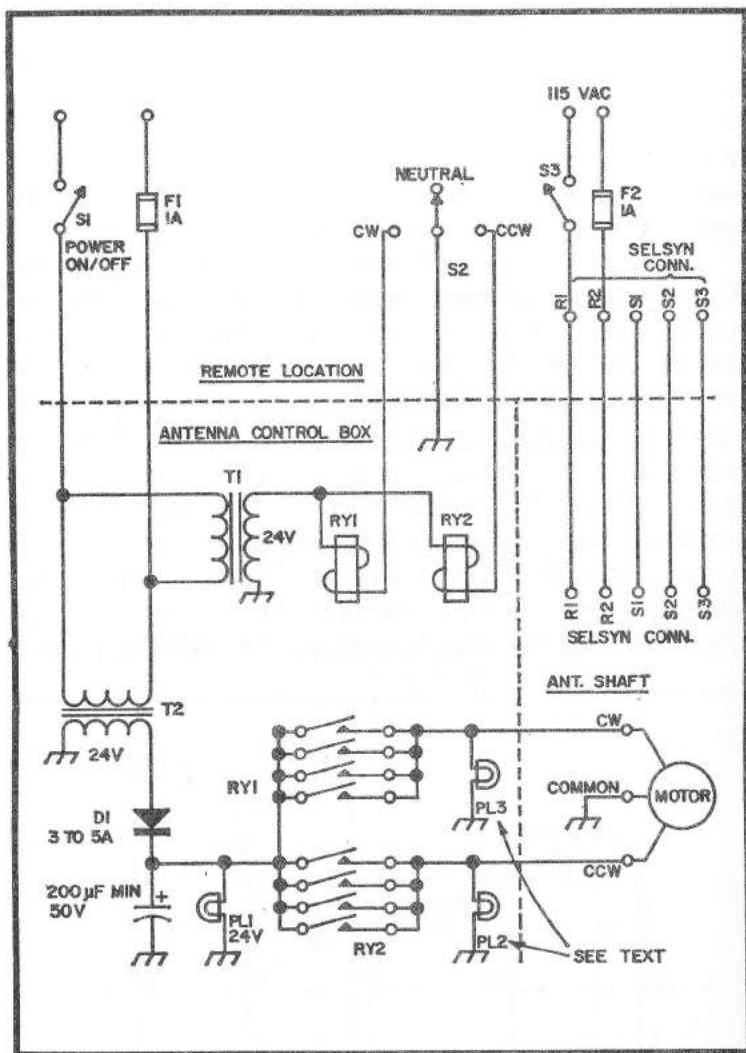 115 VAC
S1
F1
1A
POWER
ON/OFF
NEUTRAL
CW
CCW
S2
S3
F2
1A
SELSYN
CONN.
R1
R2
S1
S2
S3
REMOTE LOCATION
ANTENNA CONTROL BOX
T1
24V
RY1
RY2
R1
R2
S1
S2
S3
SELSYN CONN.
T2
24V
ANT. SHAFT
CW
COMMON
MOTOR
CCW
RY1
PL3
D1
3 TO 5A
200 µF MIN
50V
+
PL1
24V
RY2
PL2
SEE TEXT